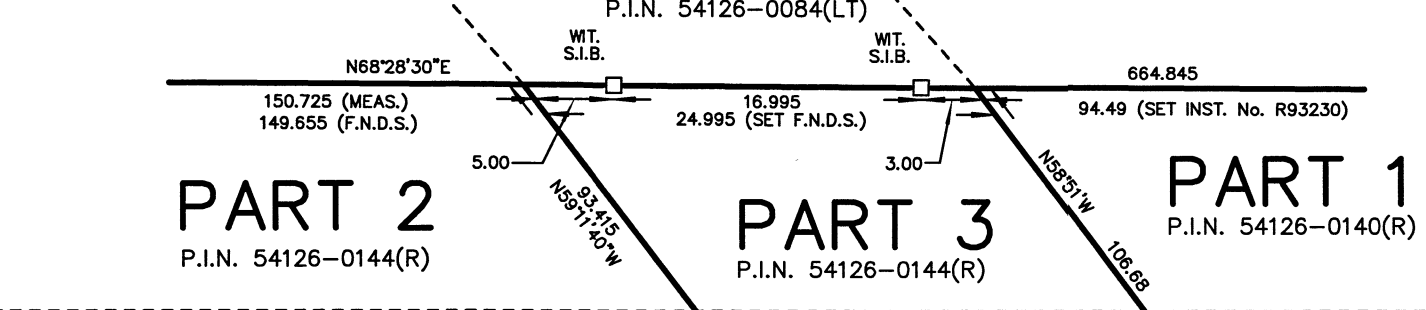 P.I.N. 54126-0084(LT)
WIT.
S.I.B.
WIT.
S.I.B.
N68°28'30"E
664.845
150.725 (MEAS.)
149.655 (F.N.D.S.)
16.995
24.995 (SET F.N.D.S.)
94.49 (SET INST. No. R93230)
5.00
3.00
PART 2
P.I.N. 54126-0144(R)
93.415
N59°11'40"W
PART 3
P.I.N. 54126-0144(R)
N58°51'W
106.68
PART 1
P.I.N. 54126-0140(R)